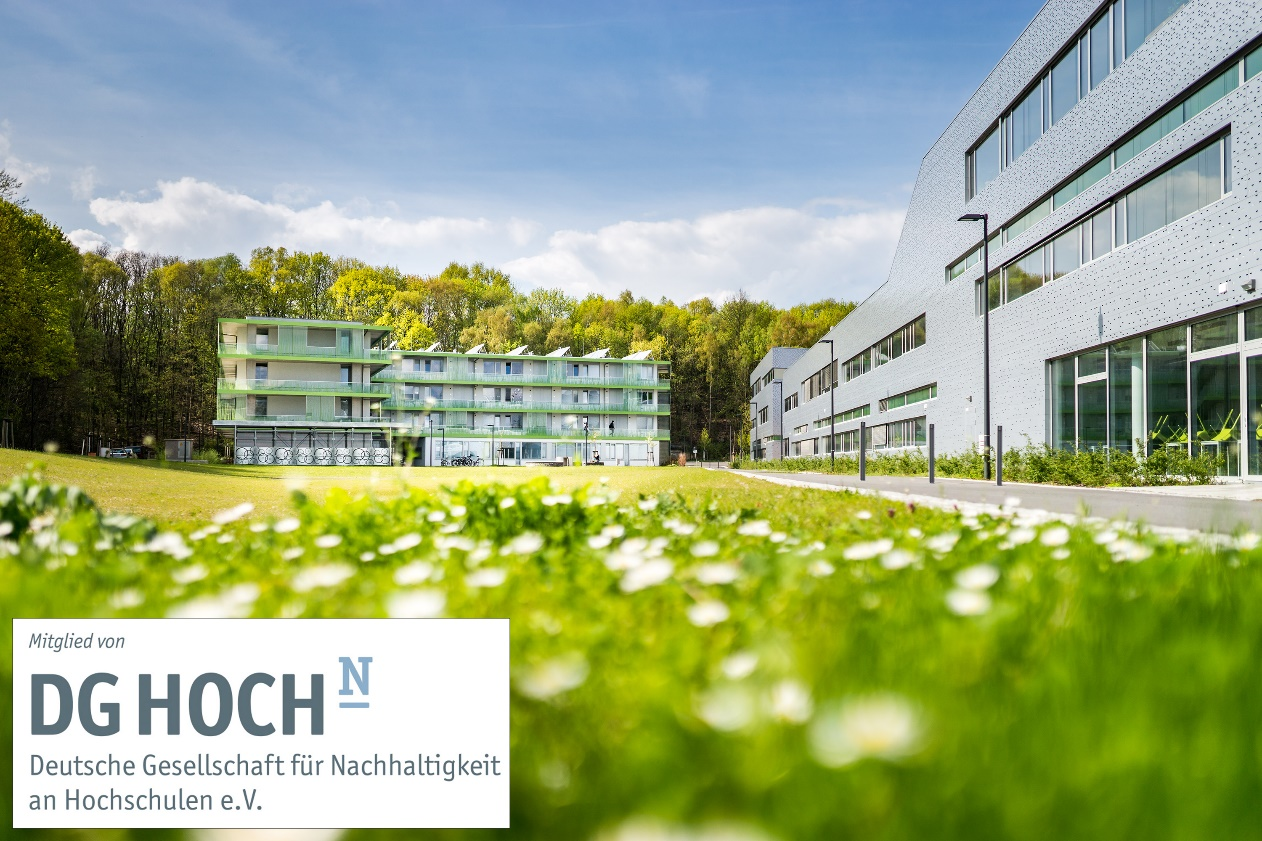 Mitglied von
DG HOCH N
Deutsche Gesellschaft für Nachhaltigkeit
an Hochschulen e.V.